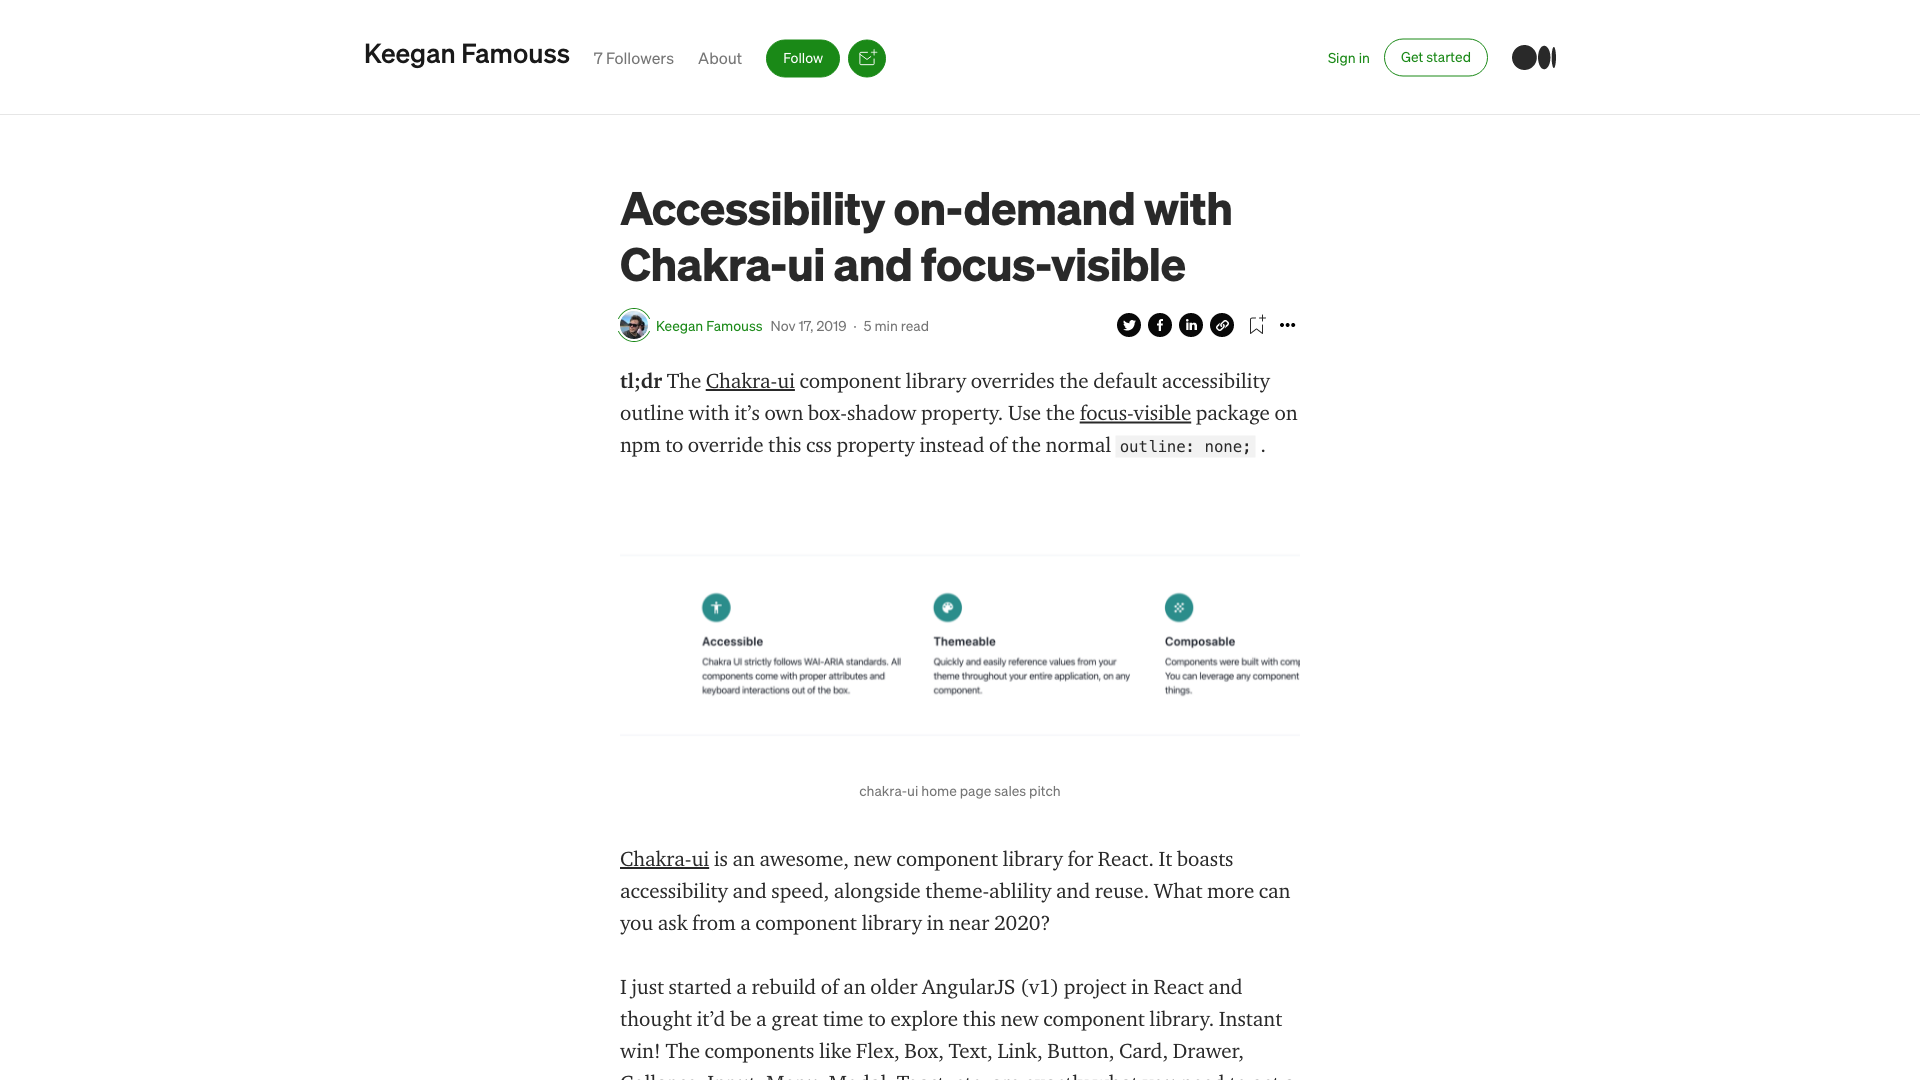 Keegan Famouss
7 Followers
About
Follow
Sign in
Get started
Accessibility on-demand with
Chakra-ui and focus-visible
Keegan Famouss Nov 17, 2019 · 5 min read
tl;dr The Chakra-ui component library overrides the default accessibility
outline with it’s own box-shadow property. Use the focus-visible package on
npm to override this css property instead of the normal outline: none; .
Accessible
Chakra UI strictly follows WAI-ARIA standards. All
components come with proper attributes and
keyboard interactions out of the box.
Themeable
Quickly and easily reference values from your
theme throughout your entire application, on any
component.
Composable
Components were built with
You can leverage any component
things.
chakra-ui home page sales pitch
Chakra-ui is an awesome, new component library for React. It boasts
accessibility and speed, alongside theme-ablility and reuse. What more can
you ask from a component library in near 2020?
I just started a rebuild of an older AngularJS (v1) project in React and
thought it’d be a great time to explore this new component library. Instant
win! The components like Flex, Box, Text, Link, Button, Card, Drawer,